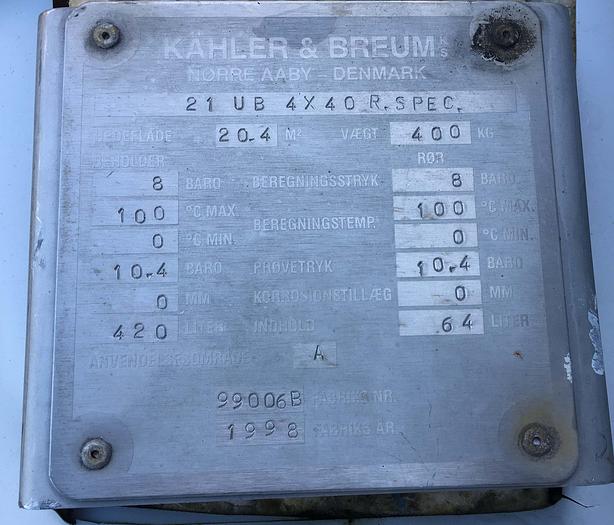 KÄHLER & BREUM K/S
NØRRE AABY - DENMARK
21 UB 4X40 R.SPEC.
HEDEFLADE 20.4 M² VÆGT 400 KG
BEHOLDER RØR
8 BARO BEREGNINGSSTRYK 8 BARO
100 °C MAX. BEREGNINGSTEMP. 100 °C MAX.
0 °C MIN. 0 °C MIN.
10.4 BARO PRØVETRYK 10.4 BARO
0 MM KORROSIONSTILLÆG 0 MM
420 LITER INDHOLD 64 LITER
ANVENDELSESOMRÅDE A
99006B FABRIKS NR.
1998 FABRIKS ÅR.